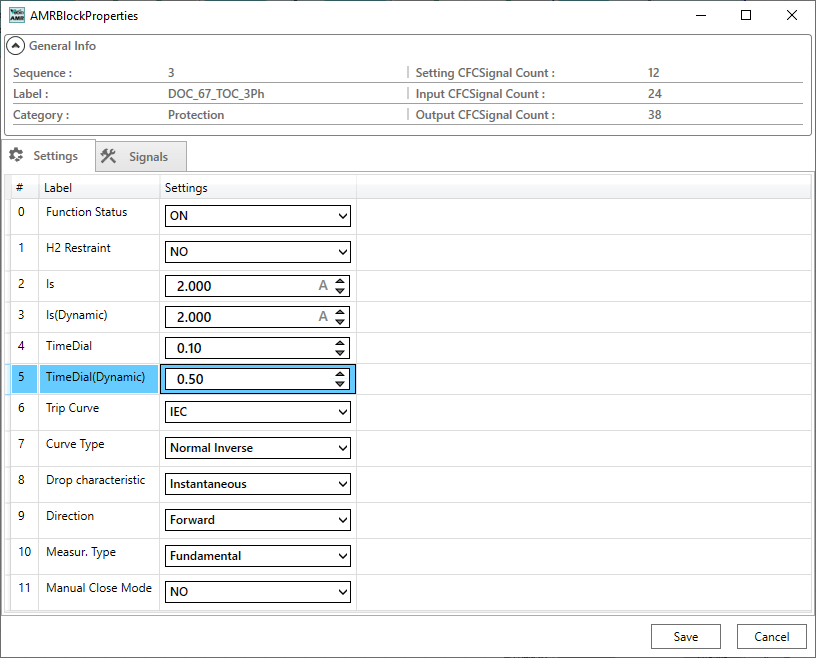 AMRBlockProperties
General Info
Sequence : 3 Setting CFCSignal Count : 12
Label : DOC_67_TOC_3Ph Input CFCSignal Count : 24
Category : Protection Output CFCSignal Count : 38
Settings Signals
# Label Settings
0 Function Status ON
1 H2 Restraint NO
2 Is 2.000 A
3 Is(Dynamic) 2.000 A
4 TimeDial 0.10
5 TimeDial(Dynamic) 0.50
6 Trip Curve IEC
7 Curve Type Normal Inverse
8 Drop characteristic Instantaneous
9 Direction Forward
10 Measur. Type Fundamental
11 Manual Close Mode NO
Save Cancel